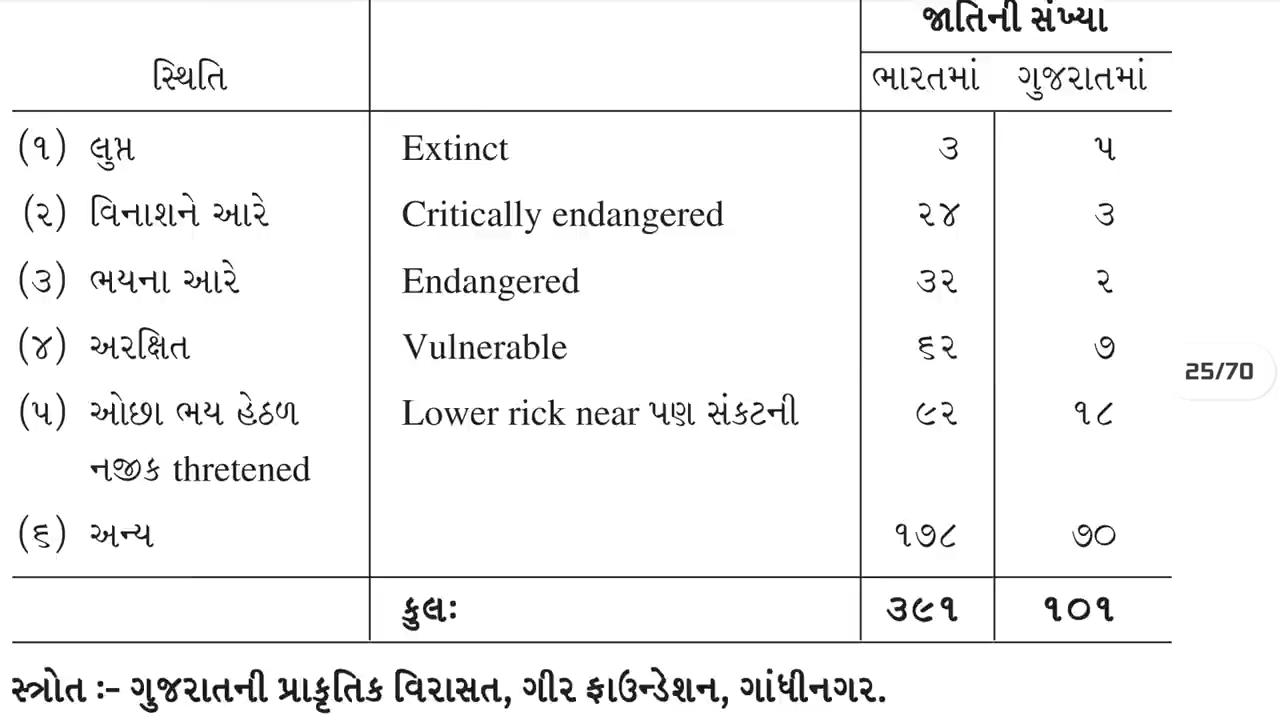 જાતિની સંખ્યા
સ્થિતિ ભારતમાં ગુજરાતમાં
(૧) લુપ્ત Extinct ૩ ૫
(૨) વિનાશને આરે Critically endangered ૨૪ ૩
(૩) ભયના આરે Endangered ૩૨ ૨
(૪) અરક્ષિત Vulnerable ૬૨ ૭
(૫) ઓછા ભય હેઠળ Lower rick near પણ સંકટની ૯૨ ૧૮
નજીક thretened
(૬) અન્ય ૧૭૮ ૭૦
કુલઃ ૩૯૧ ૧૦૧
સ્ત્રોત ઃ- ગુજરાતની પ્રાકૃતિક વિરાસત, ગીર ફાઉન્ડેશન, ગાંધીનગર.
25/70